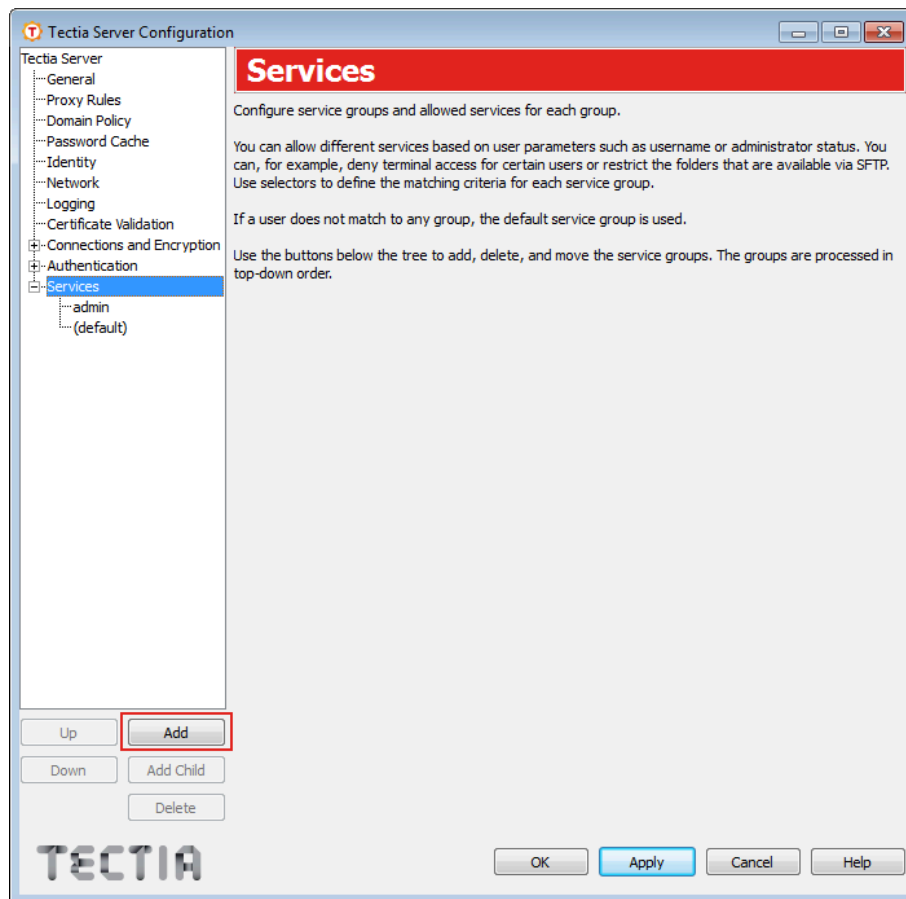 Tectia Server Configuration
Tectia Server
General
Proxy Rules
Domain Policy
Password Cache
Identity
Network
Logging
Certificate Validation
Connections and Encryption
Authentication
Services
admin
(default)
Services
Configure service groups and allowed services for each group.
You can allow different services based on user parameters such as username or administrator status. You
can, for example, deny terminal access for certain users or restrict the folders that are available via SFTP.
Use selectors to define the matching criteria for each service group.
If a user does not match to any group, the default service group is used.
Use the buttons below the tree to add, delete, and move the service groups. The groups are processed in
top-down order.
Up
Add
Down
Add Child
Delete
TECTIA
OK
Apply
Cancel
Help